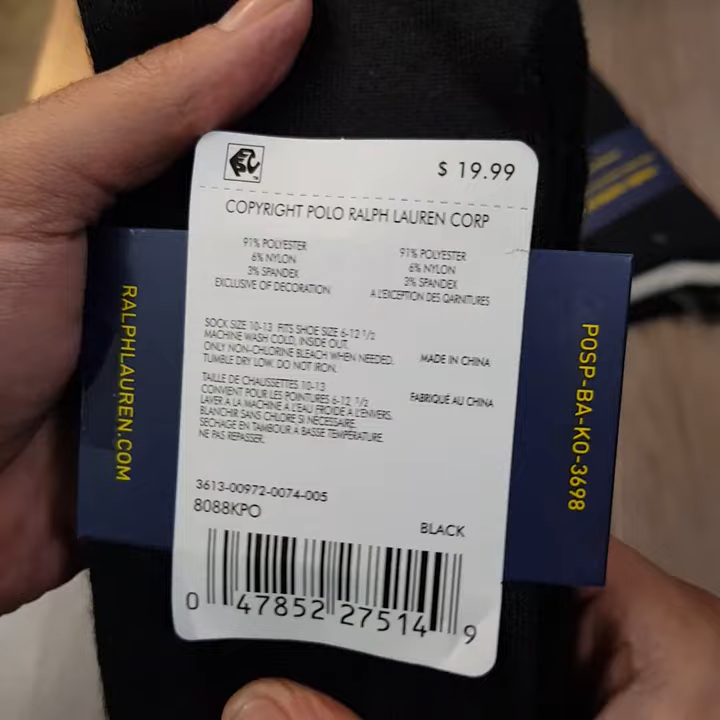 $ 19.99
COPYRIGHT POLO RALPH LAUREN CORP
91% POLYESTER
6% NYLON
3% SPANDEX
EXCLUSIVE OF DECORATION
91% POLYESTER
6% NYLON
3% SPANDEX
A L'EXCEPTION DES QARNITURES
SOCK SIZE 10-13 FITS SHOE SIZE 6-12 1/2
MACHINE WASH COLD, INSIDE OUT.
ONLY NON-CHLORINE BLEACH WHEN NEEDED.
TUMBLE DRY LOW. DO NOT IRON.
MADE IN CHINA
TAILLE DE CHAUSSETTES 10-13
CONVIENT POUR LES POINTURES 6-12 1/2
LAVER A LA MACHINE A L'EAU FROIDE A L'ENVERS.
BLANCHIR SANS CHLORE SI NECESSAIRE.
SECHAGE EN TAMBOUR A BASSE TEMPÉRATURE.
NE PAS REPASSER.
FABRIQUÉ AU CHINA
3613-00972-0074-005
8088KPO
BLACK
0 47852 27514 9
RALPHLAUREN.COM
POSP-BA-KO-3698